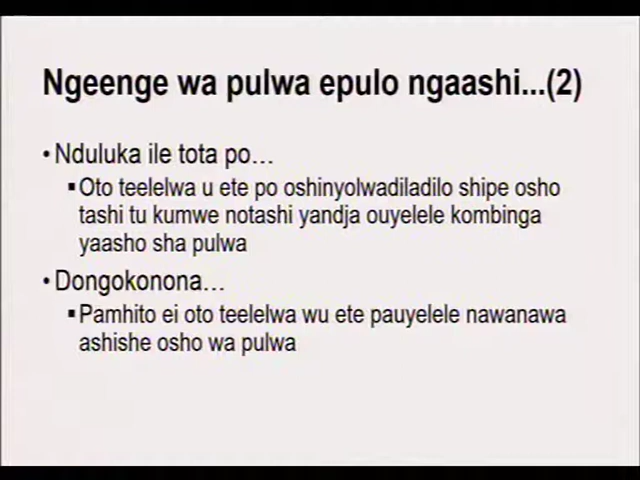 Ngeenge wa pulwa epulo ngaashi...(2)
• Nduluka ile tota po…
▪ Oto teelelwa u ete po oshinyolwadiladilo shipe osho
tashi tu kumwe notashi yandja ouyelele kombinga
yaasho sha pulwa
• Dongokonona…
▪ Pamhito ei oto teelelwa wu ete pauyelele nawanawa
ashishe osho wa pulwa